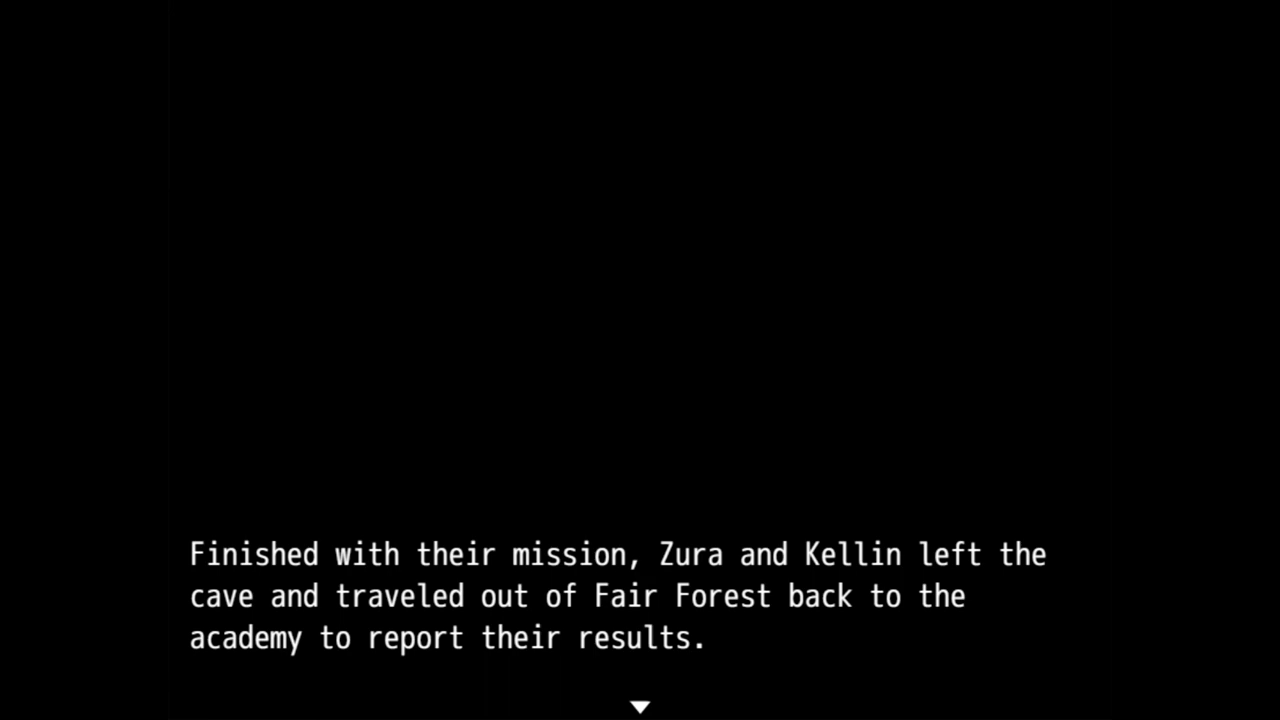 Finished with their mission, Zura and Kellin left the
cave and traveled out of Fair Forest back to the
academy to report their results.